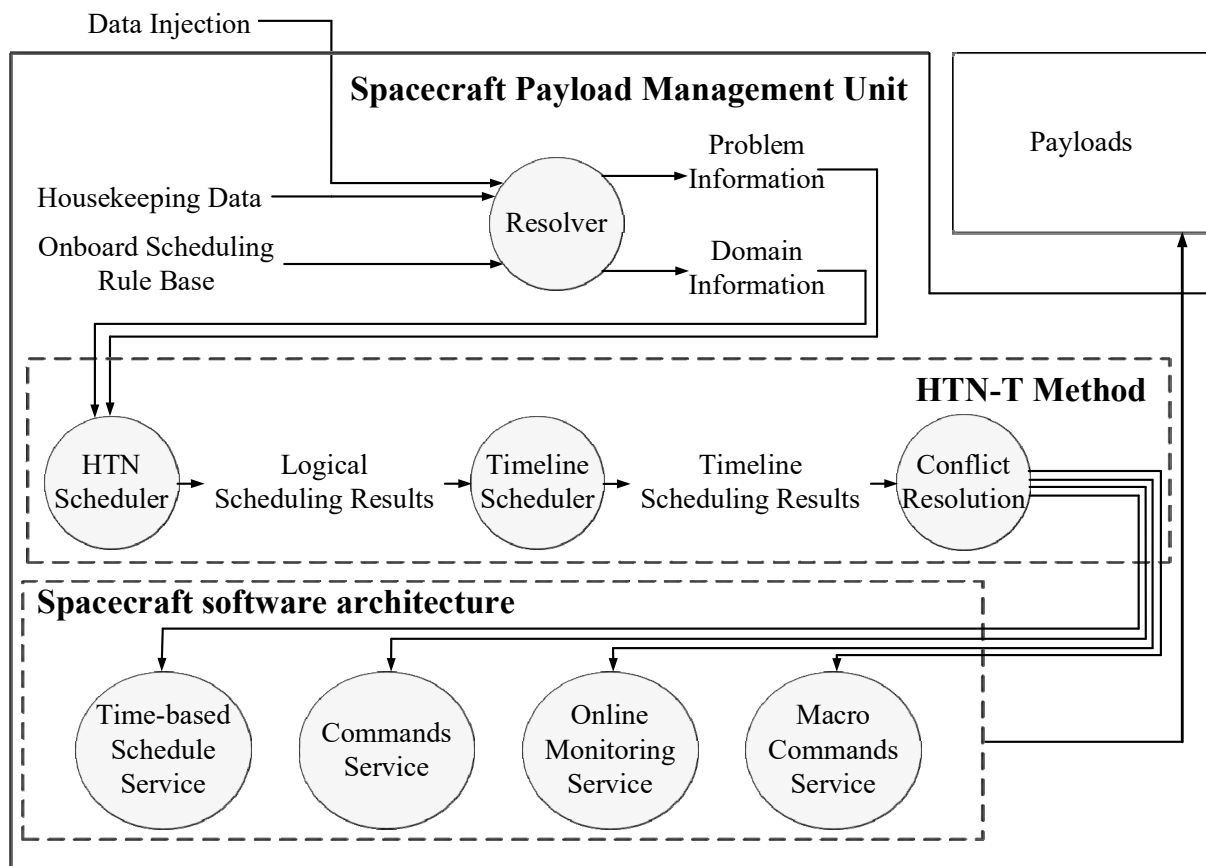 Data Injection
Spacecraft Payload Management Unit
Payloads
Problem
Information
Housekeeping Data
Resolver
Onboard Scheduling
Rule Base
Domain
Information
HTN-T Method
HTN
Scheduler
Logical
Scheduling Results
Timeline
Scheduler
Timeline
Scheduling Results
Conflict
Resolution
Spacecraft software architecture
Time-based
Schedule
Service
Commands
Service
Online
Monitoring
Service
Macro
Commands
Service